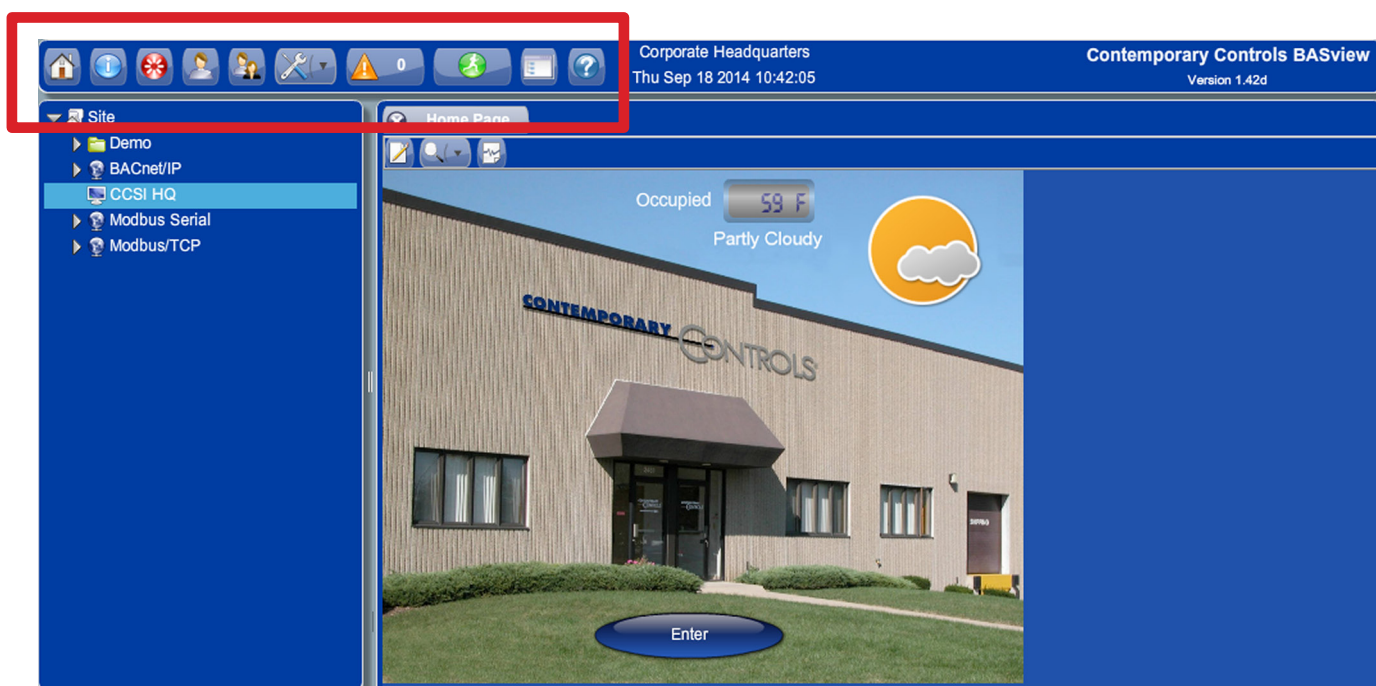 0
Corporate Headquarters
Thu Sep 18 2014 10:42:05
Contemporary Controls BASview
Version 1.42d
Site
Demo
BACnet/IP
CCSI HQ
Modbus Serial
Modbus/TCP
Home Page
Occupied
59 F
Partly Cloudy
CONTEMPORARY
CONTROLS
Enter